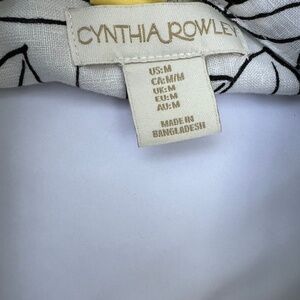 CYNTHIA ROWLEY
US:M
CA:M/M
UK:M
EU:M
AU:M
MADE IN
BANGLADESH